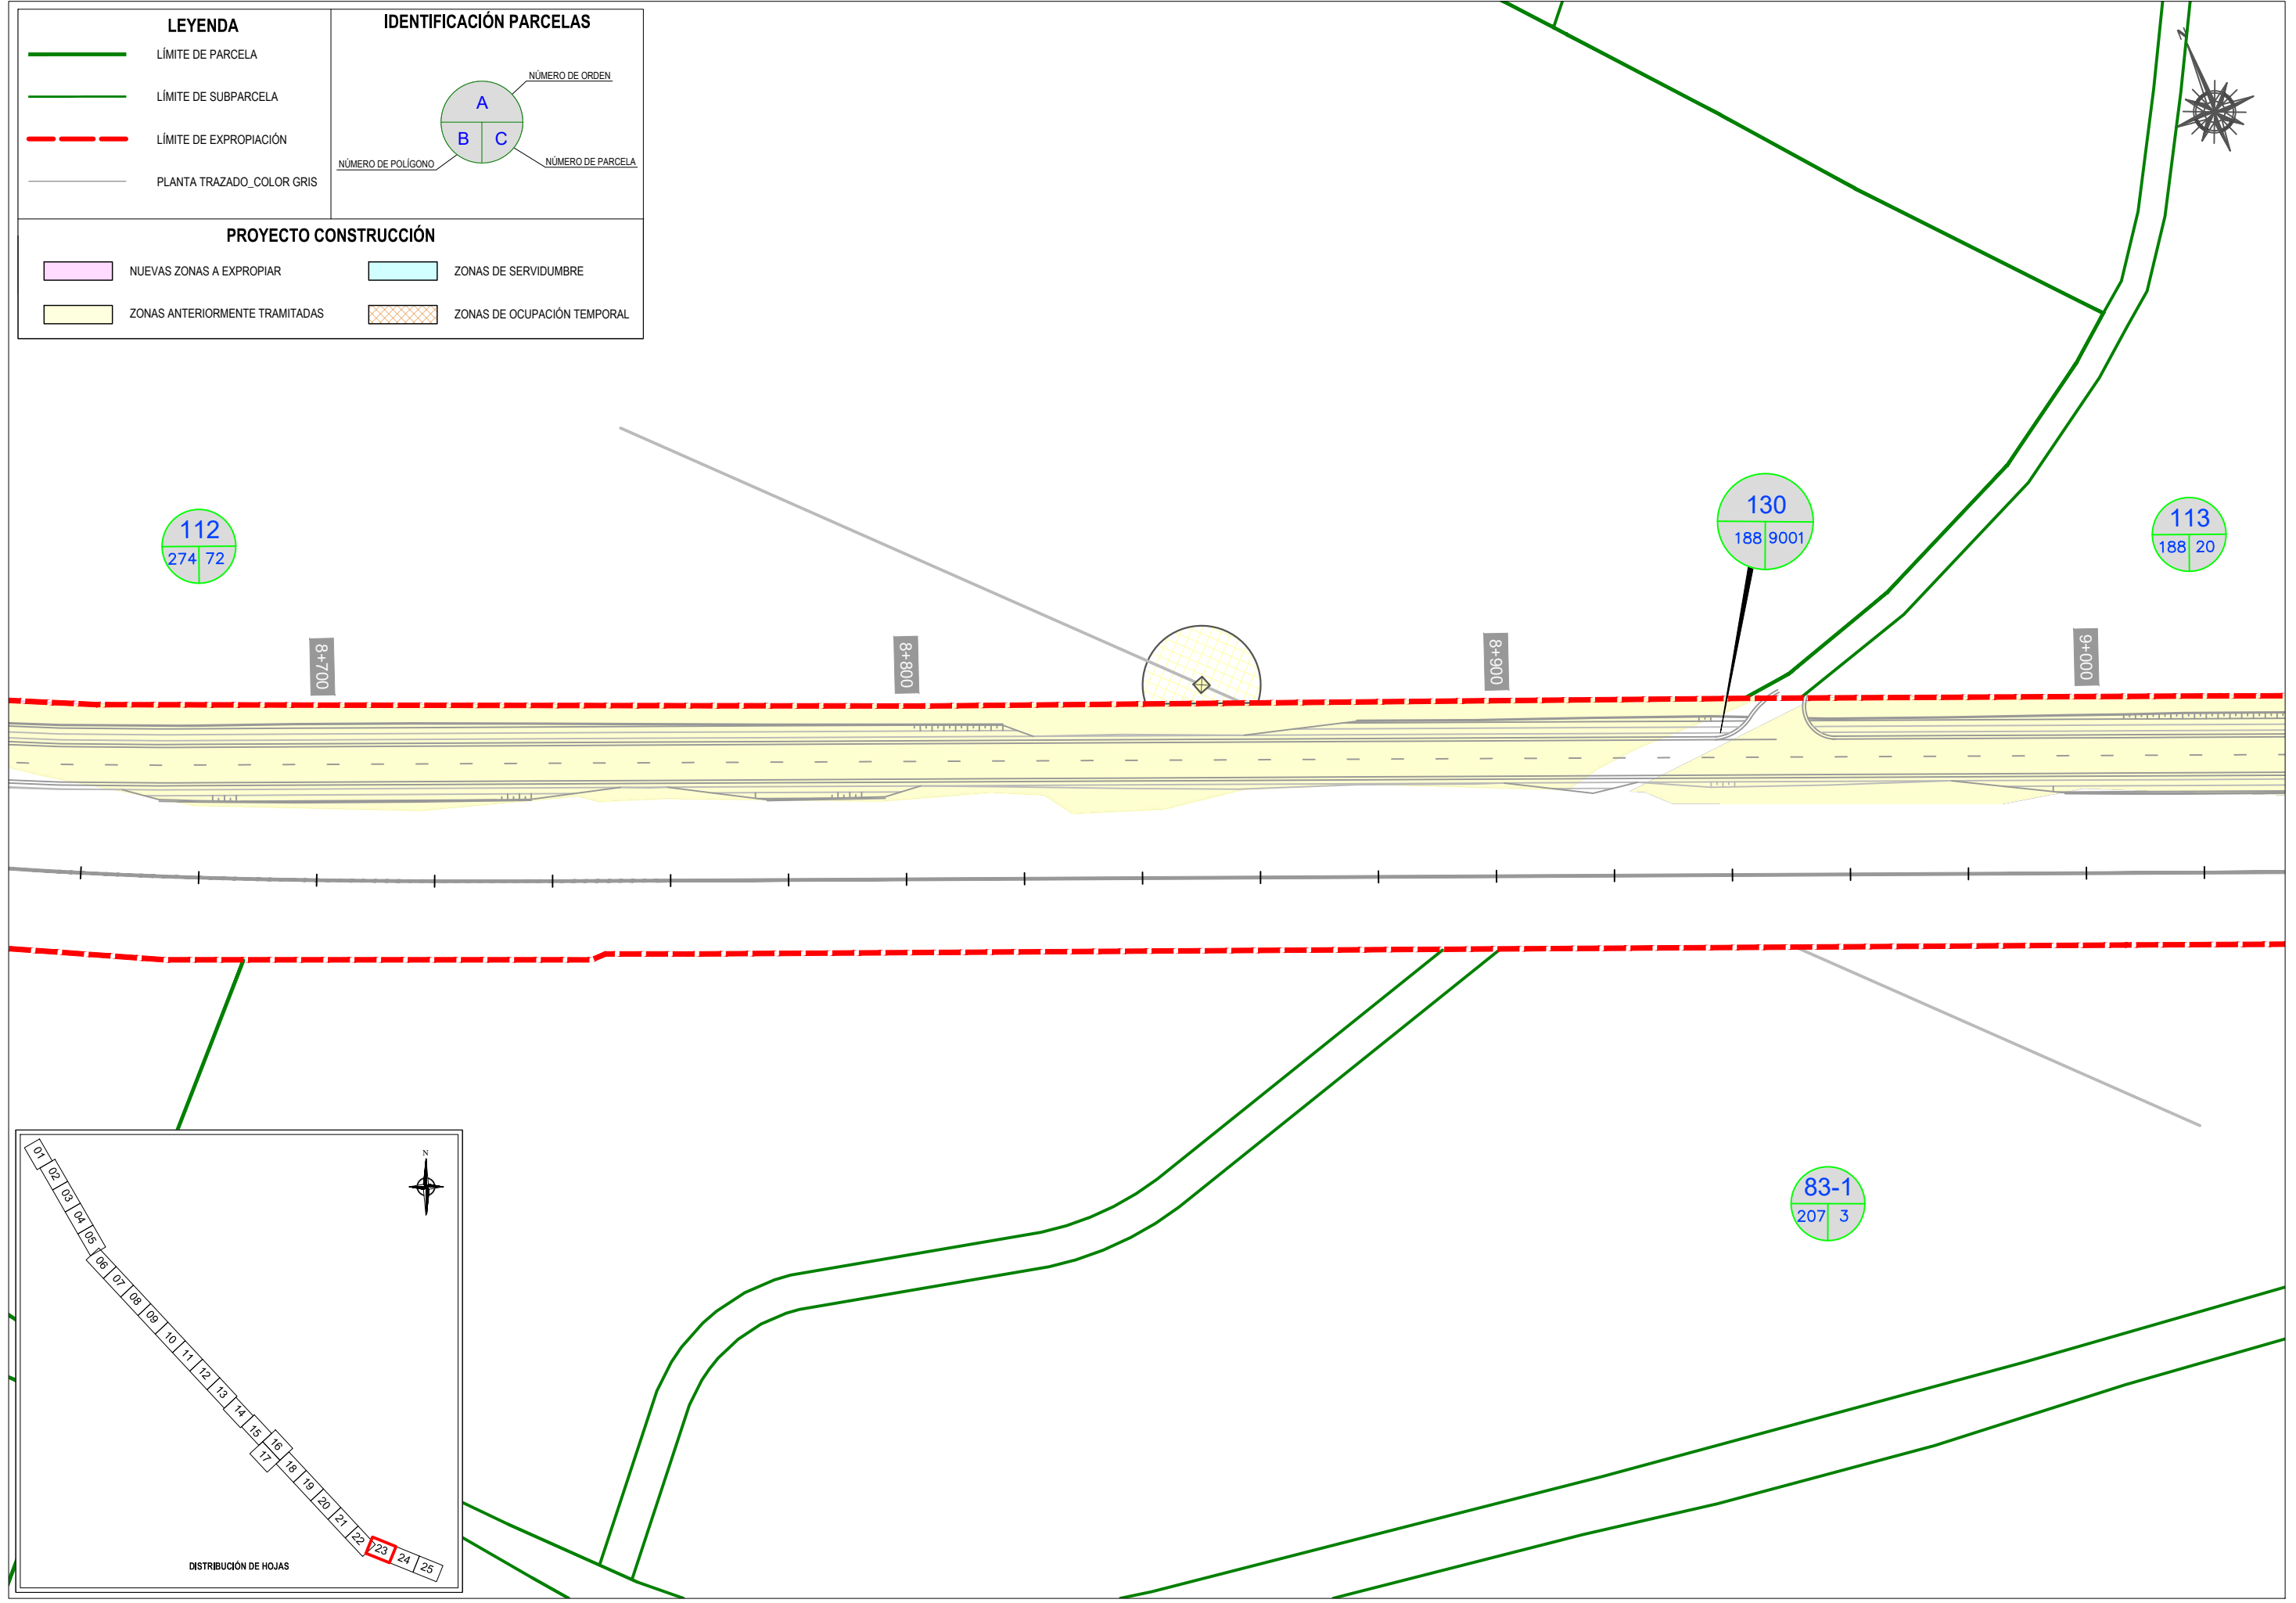 LEYENDA
LÍMITE DE PARCELA
LÍMITE DE SUBPARCELA
LÍMITE DE EXPROPIACIÓN
PLANTA TRAZADO_COLOR GRIS
IDENTIFICACIÓN PARCELAS
NÚMERO DE ORDEN
A
B C
NÚMERO DE POLÍGONO
NÚMERO DE PARCELA
PROYECTO CONSTRUCCIÓN
NUEVAS ZONAS A EXPROPIAR
ZONAS DE SERVIDUMBRE
ZONAS ANTERIORMENTE TRAMITADAS
ZONAS DE OCUPACIÓN TEMPORAL
N
112
274 72
130
188 9001
113
188 20
8+700
8+800
8+900
9+000
83-1
207 3
N
01
02
03
04
05
06
07
08
09
10
11
12
13
14
15
16
17
18
19
20
21
22
23
24
25
DISTRIBUCIÓN DE HOJAS